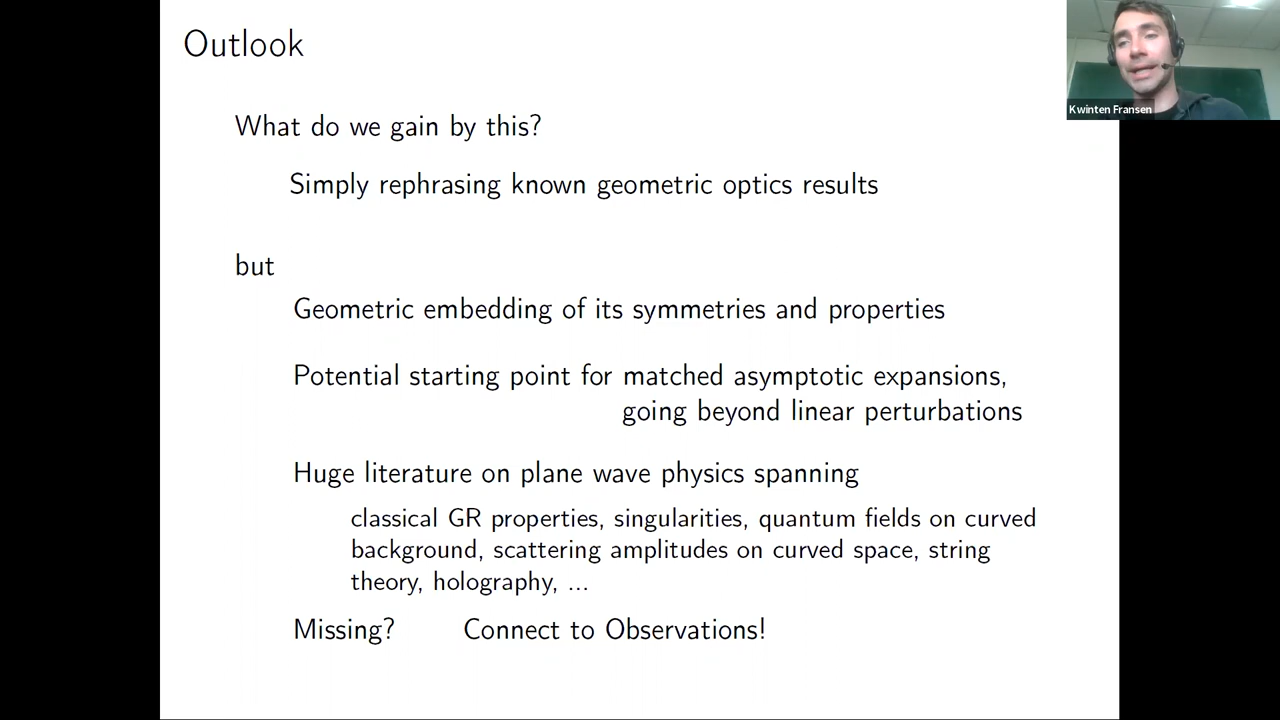 Outlook
Kwinten Fransen
What do we gain by this?
Simply rephrasing known geometric optics results
but
Geometric embedding of its symmetries and properties
Potential starting point for matched asymptotic expansions,
going beyond linear perturbations
Huge literature on plane wave physics spanning
classical GR properties, singularities, quantum fields on curved
background, scattering amplitudes on curved space, string
theory, holography, ...
Missing? Connect to Observations!